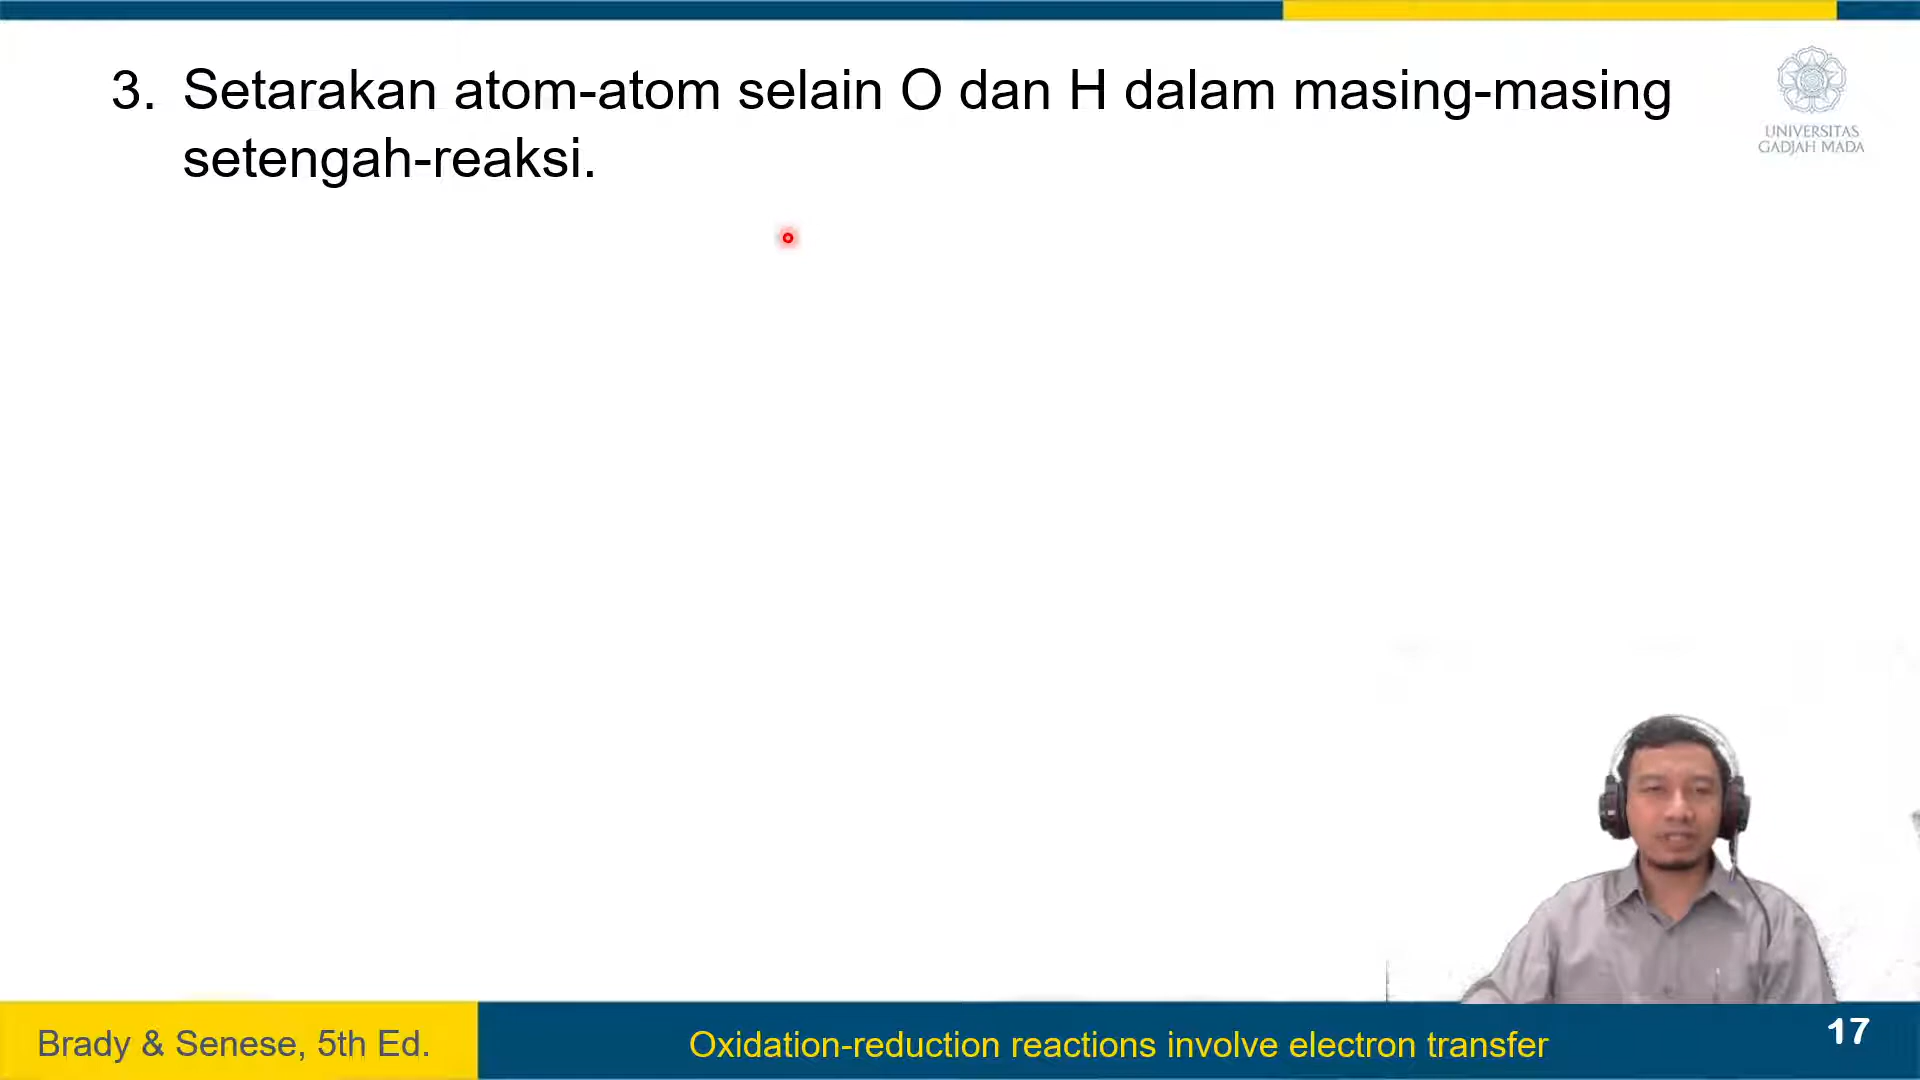 3. Setarakan atom-atom selain O dan H dalam masing-masing
setengah-reaksi.
UNIVERSITAS
GADJAH MADA
Brady & Senese, 5th Ed.
Oxidation-reduction reactions involve electron transfer
17